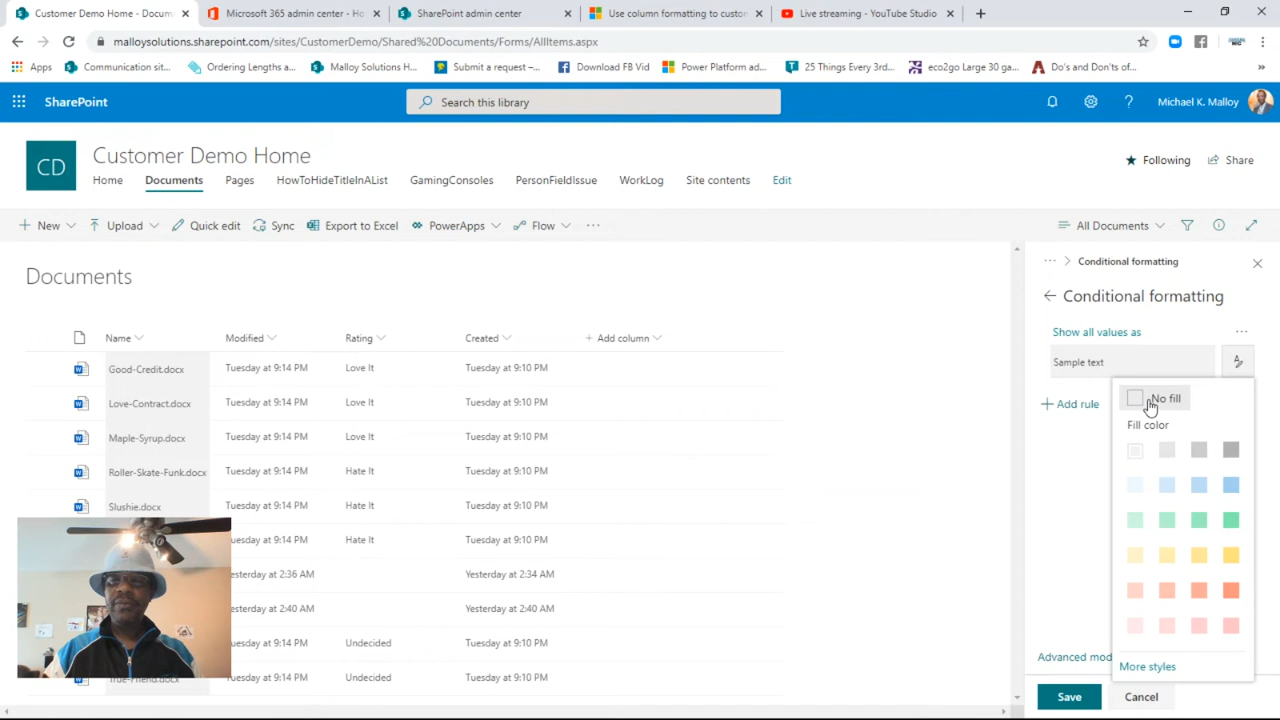 Customer Demo Home - Docum
Microsoft 365 admin center - Ho
SharePoint admin center
Use column formatting to custor
Live streaming - YouTube Studio
malloysolutions.sharepoint.com/sites/CustomerDemo/Shared%20Documents/Forms/AllItems.aspx
Apps
Communication sit...
Ordering Lengths a...
Malloy Solutions H...
Submit a request –...
Download FB Vid
Power Platform ad...
25 Things Every 3rd...
eco2go Large 30 ga...
Do's and Don'ts of...
SharePoint
Search this library
Michael K. Malloy
CD
Customer Demo Home
Following
Share
Home
Documents
Pages
HowToHideTitleInAList
GamingConsoles
PersonFieldIssue
WorkLog
Site contents
Edit
New
Upload
Quick edit
Sync
Export to Excel
PowerApps
Flow
All Documents
Documents
Name
Modified
Rating
Created
Add column
Good-Credit.docx Tuesday at 9:14 PM Love It Tuesday at 9:10 PM
Love-Contract.docx Tuesday at 9:14 PM Love It Tuesday at 9:10 PM
Maple-Syrup.docx Tuesday at 9:14 PM Love It Tuesday at 9:10 PM
Roller-Skate-Funk.docx Tuesday at 9:14 PM Hate It Tuesday at 9:10 PM
Slushie.docx Tuesday at 9:14 PM Hate It Tuesday at 9:10 PM
uesday at 9:14 PM Hate It Tuesday at 9:10 PM
esterday at 2:36 AM Yesterday at 2:34 AM
esterday at 2:40 AM Yesterday at 2:40 AM
uesday at 9:14 PM Undecided Tuesday at 9:10 PM
True-Friend.docx uesday at 9:14 PM Undecided Tuesday at 9:10 PM
Conditional formatting
Conditional formatting
Show all values as
Sample text
Add rule
No fill
Fill color
Advanced mod
More styles
Save
Cancel